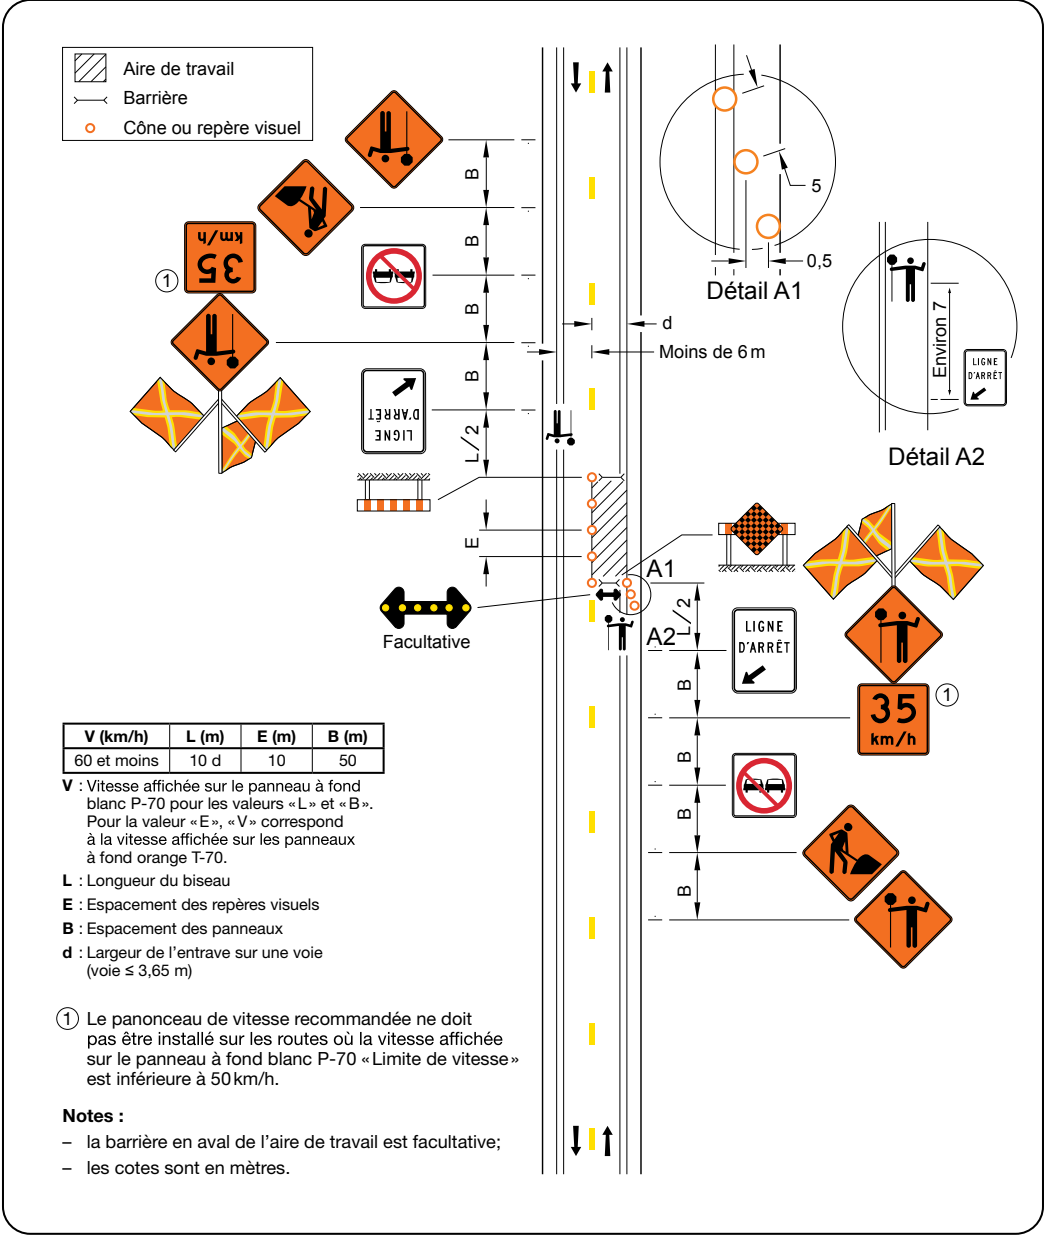 Aire de travail
Barrière
Cône ou repère visuel
B
B
B
B
L/2
E
35
km/h
1
LIGNE
D'ARRÊT
Facultative
d
Moins de 6 m
5
0,5
Détail A1
Environ 7
LIGNE
D'ARRÊT
Détail A2
A1
A2
L/2
B
B
B
B
LIGNE
D'ARRÊT
35
km/h
1
V (km/h) L (m) E (m) B (m)
60 et moins 10 d 10 50
V : Vitesse affichée sur le panneau à fond
blanc P-70 pour les valeurs «L» et «B».
Pour la valeur «E», «V» correspond
à la vitesse affichée sur les panneaux
à fond orange T-70.
L : Longueur du biseau
E : Espacement des repères visuels
B : Espacement des panneaux
d : Largeur de l'entrave sur une voie
(voie ≤ 3,65 m)
1 Le panonceau de vitesse recommandée ne doit
pas être installé sur les routes où la vitesse affichée
sur le panneau à fond blanc P-70 «Limite de vitesse»
est inférieure à 50 km/h.
Notes :
– la barrière en aval de l'aire de travail est facultative;
– les cotes sont en mètres.